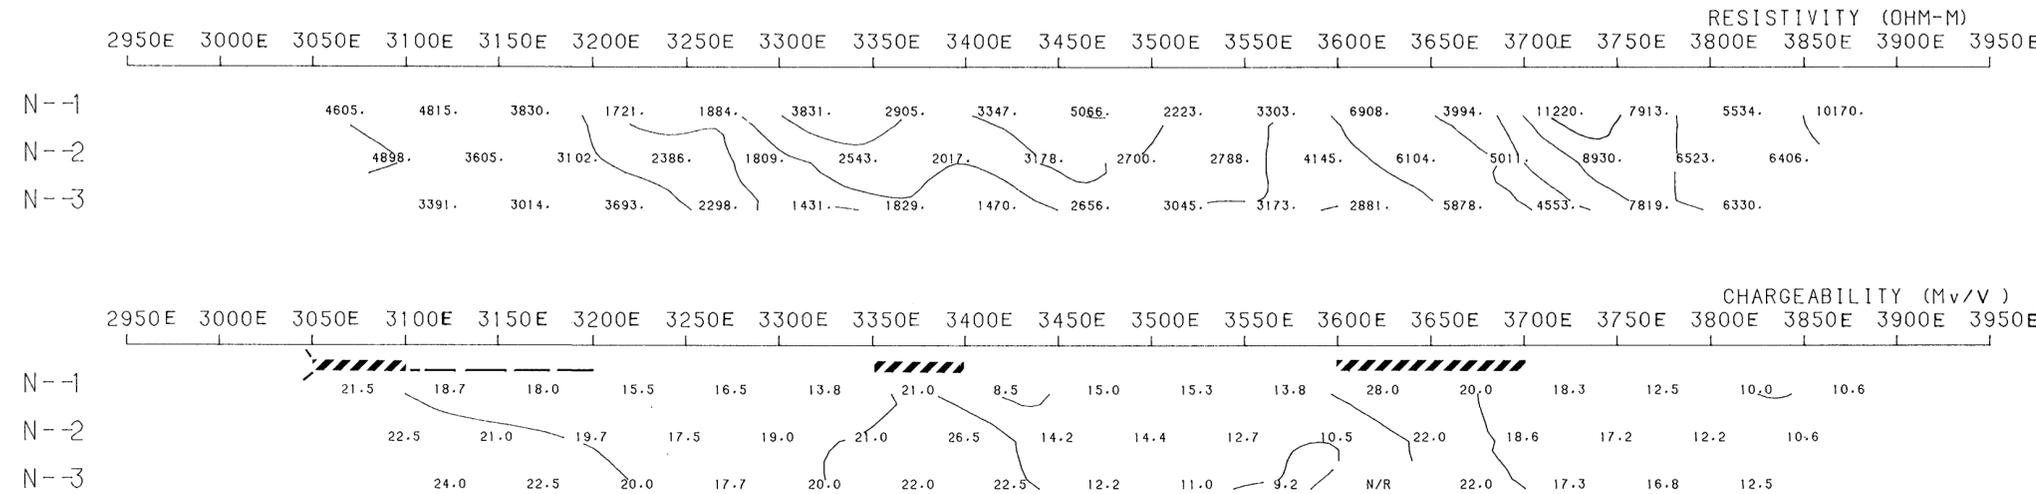 RESISTIVITY (OHM-M)
2950E 3000E 3050E 3100E 3150E 3200E 3250E 3300E 3350E 3400E 3450E 3500E 3550E 3600E 3650E 3700E 3750E 3800E 3850E 3900E 3950E
N--1 4605. 4815. 3830. 1721. 1884. 3831. 2905. 3347. 5066. 2223. 3303. 6908. 3994. 11220. 7913. 5534. 10170.
N--2 4898. 3605. 3102. 2386. 1809. 2543. 2017. 3178. 2700. 2788. 4145. 6104. 5011. 8930. 6523. 6406.
N--3 3391. 3014. 3693. 2298. 1431. 1829. 1470. 2656. 3045. 3173. 2881. 5878. 4553. 7819. 6330.
CHARGEABILITY (Mv/V )
2950E 3000E 3050E 3100E 3150E 3200E 3250E 3300E 3350E 3400E 3450E 3500E 3550E 3600E 3650E 3700E 3750E 3800E 3850E 3900E 3950E
N--1 21.5 18.7 18.0 15.5 16.5 13.8 21.0 8.5 15.0 15.3 13.8 28.0 20.0 18.3 12.5 10.0 10.6
N--2 22.5 21.0 19.7 17.5 19.0 21.0 26.5 14.2 14.4 12.7 10.5 22.0 18.6 17.2 12.2 10.6
N--3 24.0 22.5 20.0 17.7 20.0 22.0 22.5 12.2 11.0 9.2 N/R 22.0 17.3 16.8 12.5